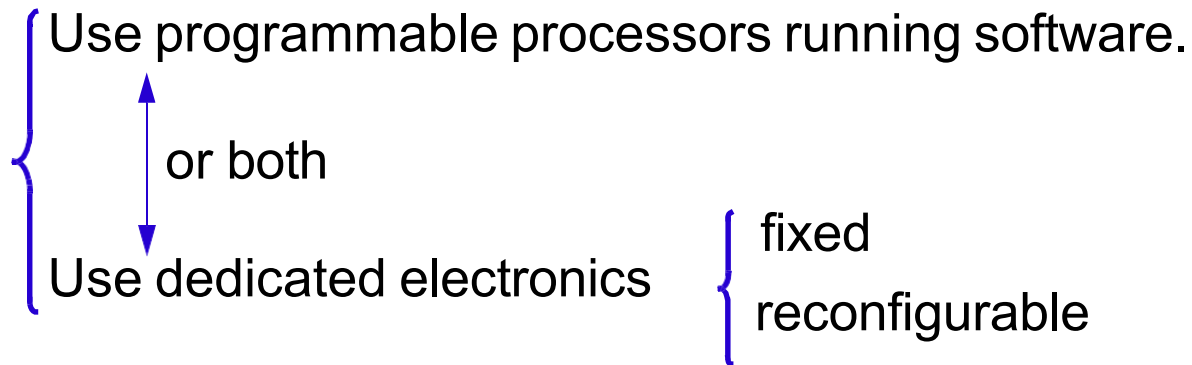 Use programmable processors running software.
or both
Use dedicated electronics
fixed
reconfigurable